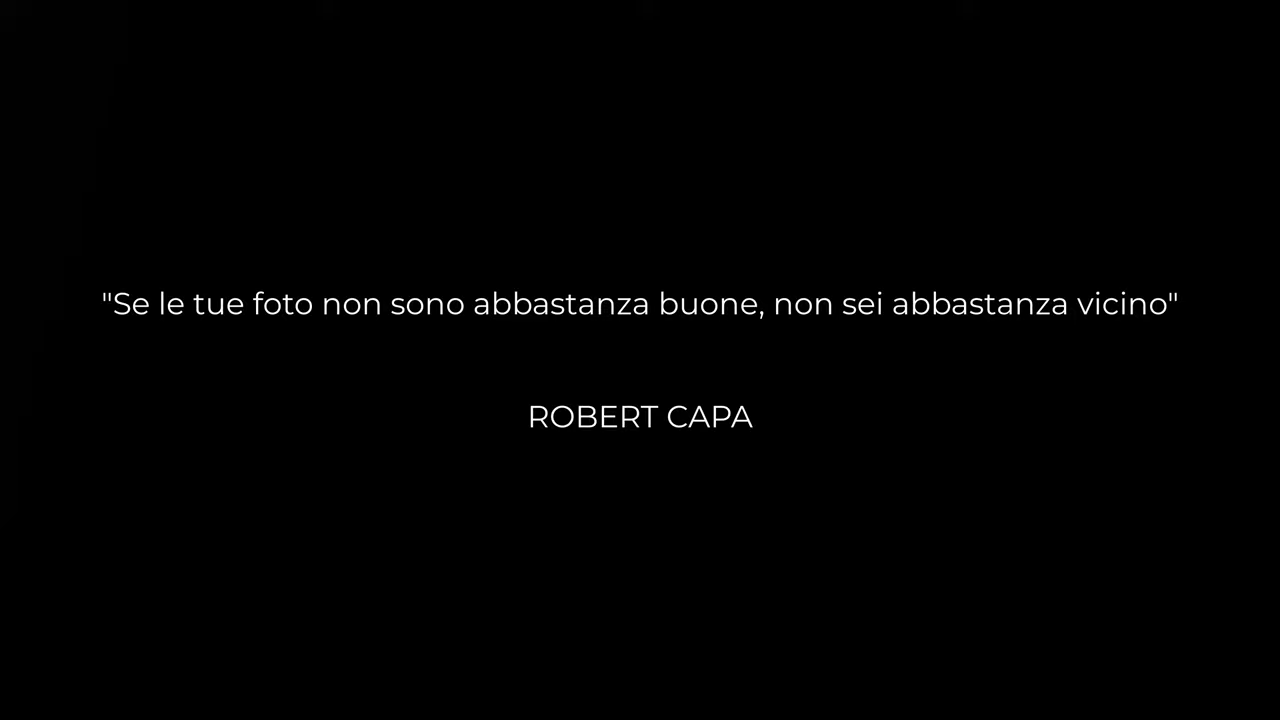 "Se le tue foto non sono abbastanza buone, non sei abbastanza vicino"
ROBERT CAPA